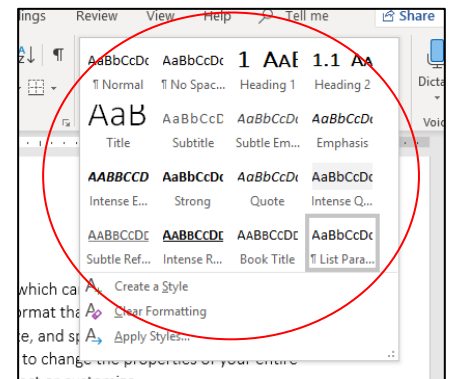 ings Review View Help Tell me Share
AaBbCcDc AaBbCcDc 1 AAE 1.1 AA
¶ Normal ¶ No Spac... Heading 1 Heading 2
Dicta
AaB AaBbCcD AaBbCcDc AaBbCcDc
Title Subtitle Subtle Em... Emphasis
Voic
AABBCCD AaBbCcDc AaBbCcDc AaBbCcDc
Intense E... Strong Quote Intense Q...
AABBCCDE AABBCCDE AABBCCDE AaBbCcDc
Subtle Ref... Intense R... Book Title ¶ List Para...
which ca Create a Style
ormat tha Clear Formatting
ze, and sp Apply Styles...
to change the properties of your entire